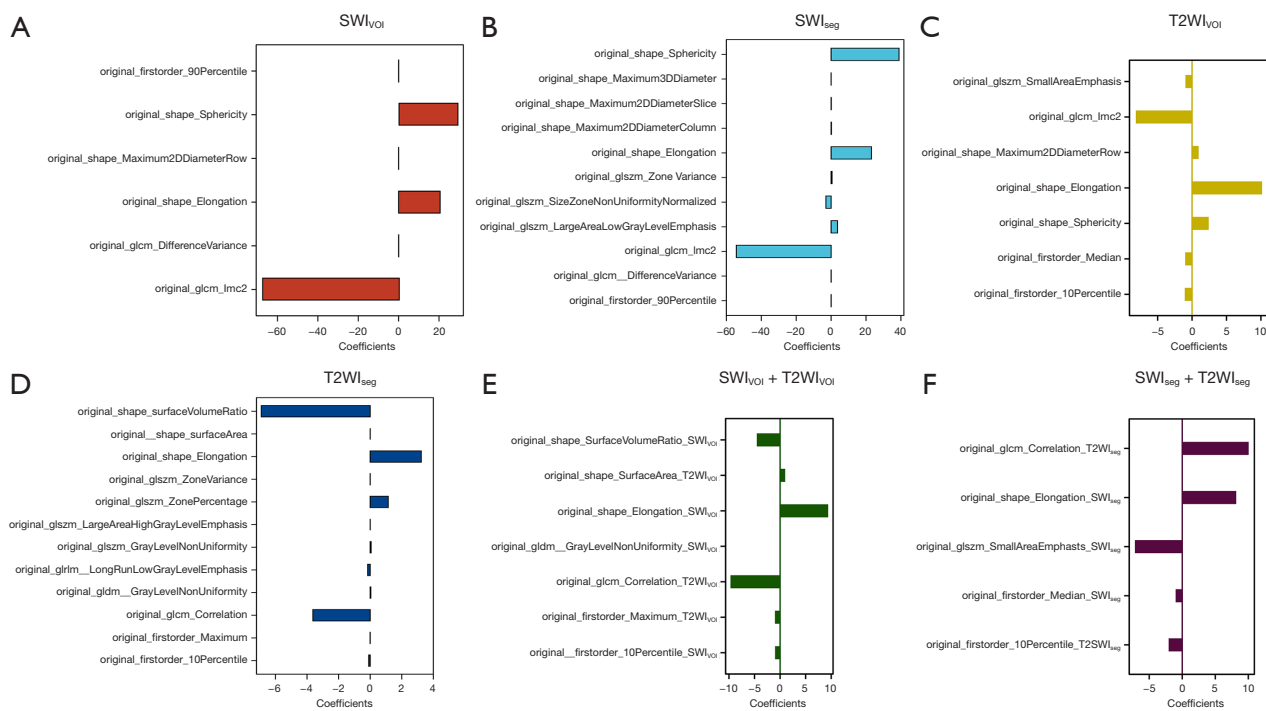 A
SWIVOI
original_firstorder_90Percentile
original_shape_Sphericity
original_shape_Maximum2DDiameterRow
original_shape_Elongation
original_glcm_DifferenceVariance
original_glcm_Imc2
−60 −40 −20 0 20
Coefficients
B
SWIseg
original_shape_Sphericity
original_shape_Maximum3DDiameter
original_shape_Maximum2DDiameterSlice
original_shape_Maximum2DDiameterColumn
original_shape_Elongation
original_glszm_Zone Variance
original_glszm_SizeZoneNonUniformityNormalized
original_glszm_LargeAreaLowGrayLevelEmphasis
original_glcm_Imc2
original_glcm__DifferenceVariance
original_firstorder_90Percentile
−60 −40 −20 0 20 40
Coefficients
C
T2WIVOI
original_glszm_SmallAreaEmphasis
original_glcm_Imc2
original_shape_Maximum2DDiameterRow
original_shape_Elongation
original_shape_Sphericity
original_firstorder_Median
original_firstorder_10Percentile
−5 0 5 10
Coefficients
D
T2WIseg
original_shape_surfaceVolumeRatio
original__shape_surfaceArea
original_shape_Elongation
original_glszm_ZoneVariance
original_glszm_ZonePercentage
original_glszm_LargeAreaHighGrayLevelEmphasis
original_glszm_GrayLevelNonUniformity
original_glrlm__LongRunLowGrayLevelEmphasis
original_gldm__GrayLevelNonUniformity
original_glcm_Correlation
original_firstorder_Maximum
original_firstorder_10Percentile
−6 −4 −2 0 2 4
Coefficients
E
SWIVOI + T2WIVOI
original_shape_SurfaceVolumeRatio_SWIVOI
original_shape_SurfaceArea_T2WIVOI
original_shape_Elongation_SWIVOI
original_gldm__GrayLevelNonUniformity_SWIVOI
original_glcm_Correlation_T2WIVOI
original_firstorder_Maximum_T2WIVOI
original__firstorder_10Percentile_SWIVOI
−10 −5 0 5 10
Coefficients
F
SWIseg + T2WIseg
original_glcm_Correlation_T2WIseg
original_shape_Elongation_SWIseg
original_glszm_SmallAreaEmphasts_SWIseg
original_firstorder_Median_SWIseg
original_firstorder_10Percentile_T2SWIseg
−5 0 5 10
Coefficients